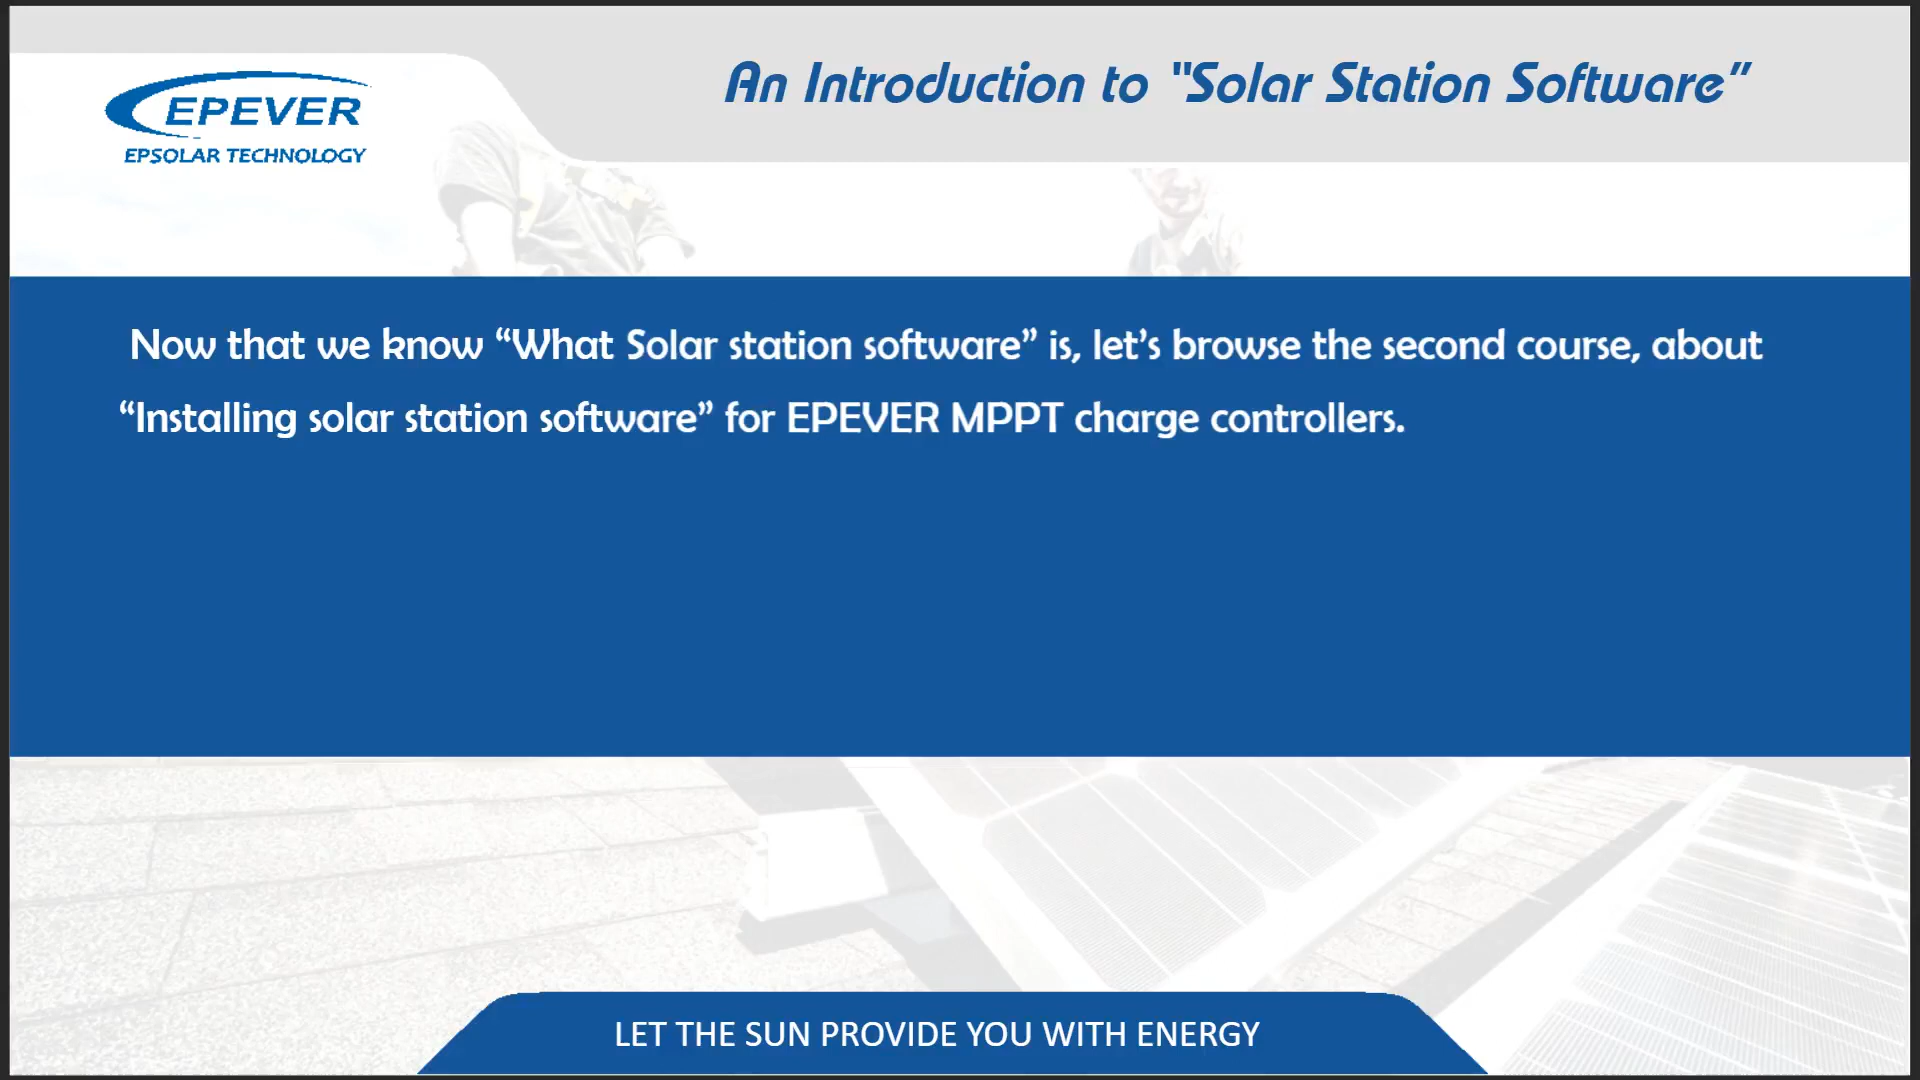 EPEVER
EPSOLAR TECHNOLOGY
An Introduction to "Solar Station Software”
Now that we know “What Solar station software” is, let’s browse the second course, about
“Installing solar station software” for EPEVER MPPT charge controllers.
LET THE SUN PROVIDE YOU WITH ENERGY